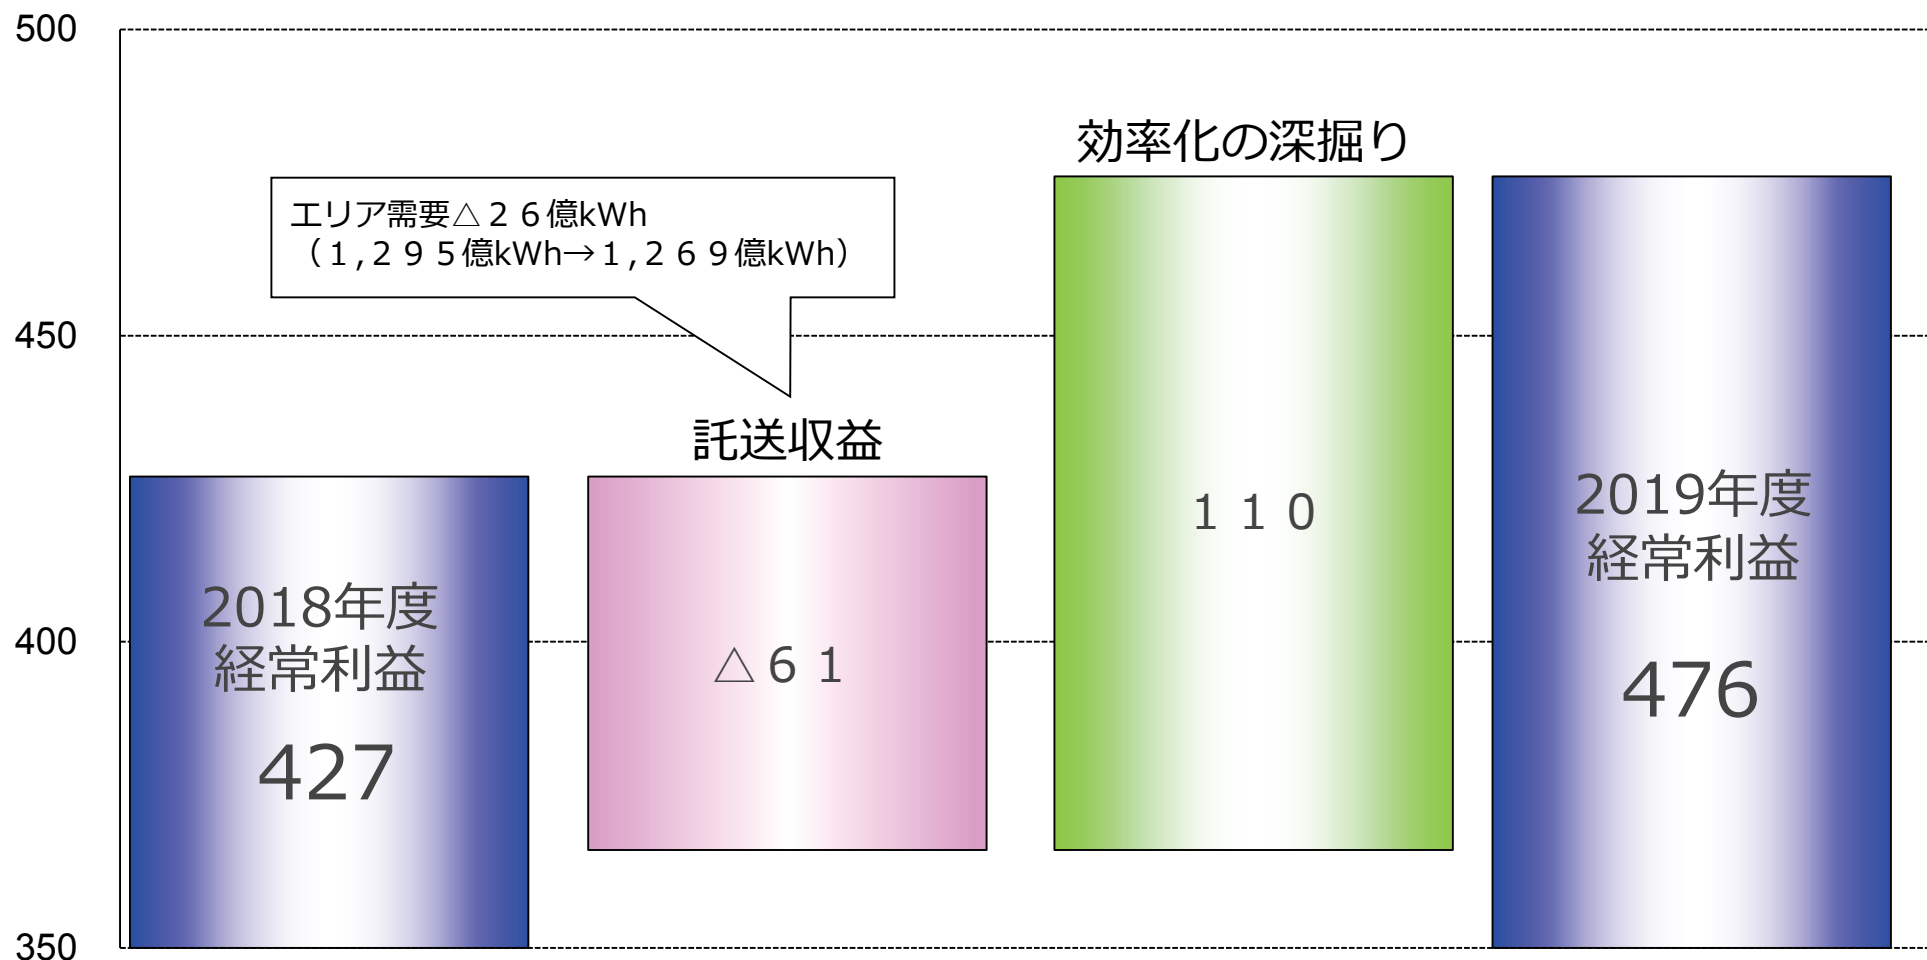 500
450
400
350
エリア需要△２６億kWh
（１,２９５億kWh→１,２６９億kWh）
効率化の深掘り
託送収益
2018年度
経常利益
427
△６１
１１０
2019年度
経常利益
476